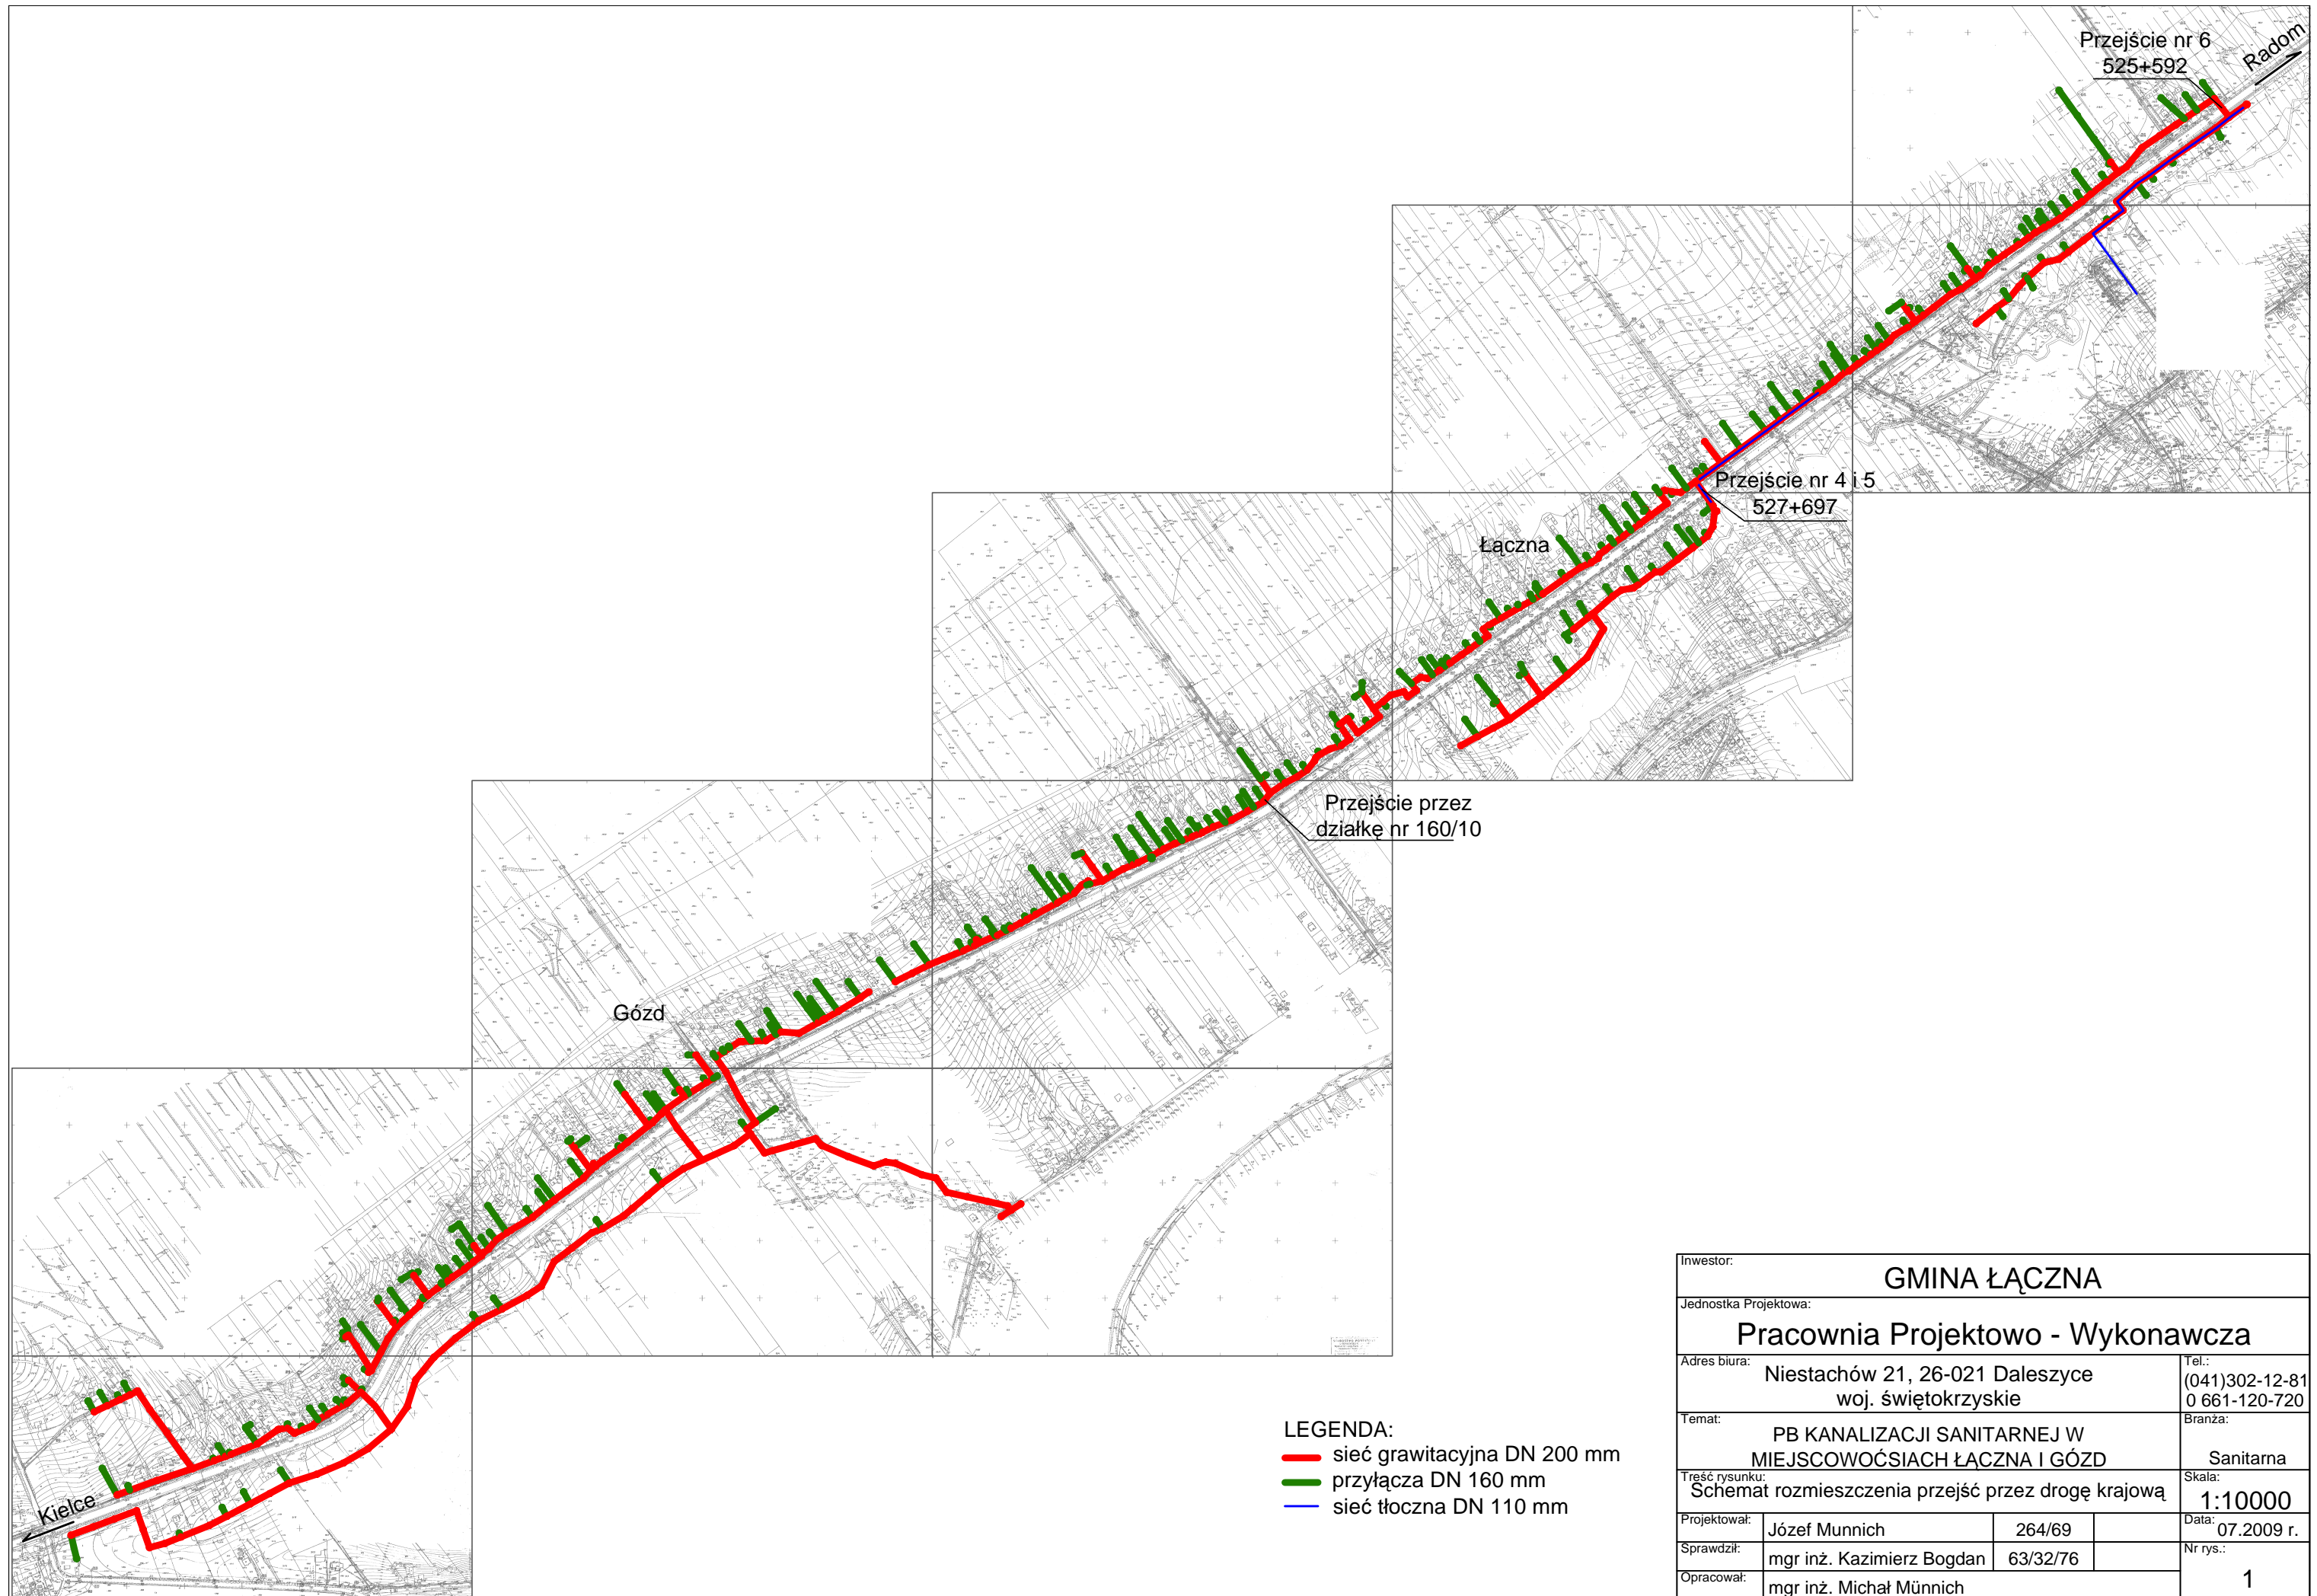 Przejście nr 6
525+592
Radom
Przejście nr 4 i 5
527+697
Łączna
Przejście przez
działkę nr 160/10
Gózd
Kielce
LEGENDA:
sieć grawitacyjna DN 200 mm
przyłącza DN 160 mm
sieć tłoczna DN 110 mm
Inwestor:
GMINA ŁĄCZNA
Jednostka Projektowa:
Pracownia Projektowo - Wykonawcza
Adres biura:
Niestachów 21, 26-021 Daleszyce
woj. świętokrzyskie
Tel.:
(041)302-12-81
0 661-120-720
Temat:
PB KANALIZACJI SANITARNEJ W
MIEJSCOWOĆSIACH ŁĄCZNA I GÓZD
Branża:
Sanitarna
Treść rysunku:
Schemat rozmieszczenia przejść przez drogę krajową
Skala:
1:10000
Projektował:
Józef Munnich
264/69
Data:
07.2009 r.
Sprawdził:
mgr inż. Kazimierz Bogdan
63/32/76
Nr rys.:
1
Opracował:
mgr inż. Michał Münnich